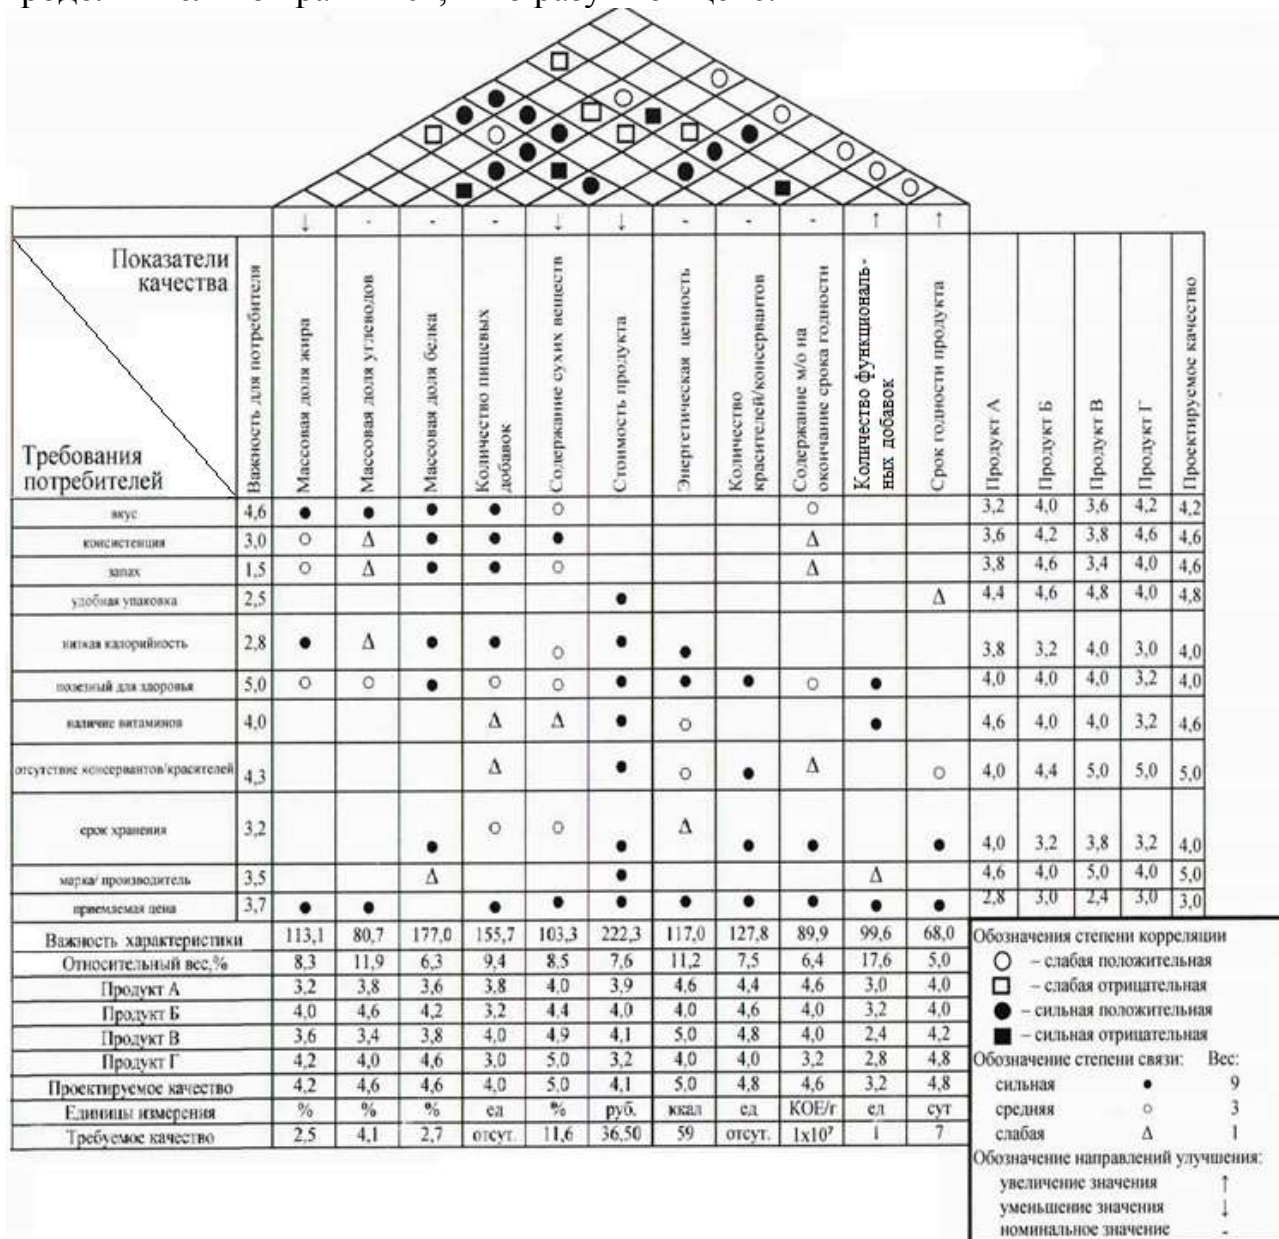 Показатели
качества
Требования
потребителей
Важность для потребителя
Массовая доля жира
Массовая доля углеводов
Массовая доля белка
Количество пищевых
добавок
Содержание сухих веществ
Стоимость продукта
Энергетическая ценность
Количество
красителей/консервантов
Содержание м/о на
окончание срока годности
Количество функциональ-
ных добавок
Срок годности продукта
Продукт А
Продукт Б
Продукт В
Продукт Г
Проектируемое качество
↓ - - - ↓ ↓ - - - ↑ ↑
вкус 4,6 ● ● ● ● ○ ○ 3,2 4,0 3,6 4,2 4,2
консистенция 3,0 ○ Δ ● ● ● Δ 3,6 4,2 3,8 4,6 4,6
запах 1,5 ○ Δ ● ● ○ Δ 3,8 4,6 3,4 4,0 4,6
удобная упаковка 2,5 ● Δ 4,4 4,6 4,8 4,0 4,8
низкая калорийность 2,8 ● Δ ● ● ○ ● ● 3,8 3,2 4,0 3,0 4,0
полезный для здоровья 5,0 ○ ○ ● ○ ○ ● ● ● ○ ● 4,0 4,0 4,0 3,2 4,0
наличие витаминов 4,0 Δ Δ ● ○ ● 4,6 4,0 4,0 3,2 4,6
отсутствие консервантов/красителей 4,3 Δ ● ○ ● Δ ○ 4,0 4,4 5,0 5,0 5,0
срок хранения 3,2 ● ○ ○ ● Δ ● ● ● 4,0 3,2 3,8 3,2 4,0
марка/ производитель 3,5 Δ ● Δ 4,6 4,0 5,0 4,0 5,0
приемлемая цена 3,7 ● ● ● ● ● ● ● ● ● ● 2,8 3,0 2,4 3,0 3,0
Важность характеристики 113,1 80,7 177,0 155,7 103,3 222,3 117,0 127,8 89,9 99,6 68,0
Относительный вес,% 8,3 11,9 6,3 9,4 8,5 7,6 11,2 7,5 6,4 17,6 5,0
Продукт А 3,2 3,8 3,6 3,8 4,0 3,9 4,6 4,4 4,6 3,0 4,0
Продукт Б 4,0 4,6 4,2 3,2 4,4 4,0 4,0 4,6 4,0 3,2 4,0
Продукт В 3,6 3,4 3,8 4,0 4,9 4,1 5,0 4,8 4,0 2,4 4,2
Продукт Г 4,2 4,0 4,6 3,0 5,0 3,2 4,0 4,0 3,2 2,8 4,8
Проектируемое качество 4,2 4,6 4,6 4,0 5,0 4,1 5,0 4,8 4,6 3,2 4,8
Единицы измерения % % % ед % руб. ккал ед КОЕ/г ед сут
Требуемое качество 2,5 4,1 2,7 отсут. 11,6 36,50 59 отсут. 1x10⁷ 1 7
Обозначения степени корреляции
○ – слабая положительная
□ – слабая отрицательная
● – сильная положительная
■ – сильная отрицательная
Обозначение степени связи: Вес:
сильная ● 9
средняя ○ 3
слабая Δ 1
Обозначение направлений улучшения:
увеличение значения ↑
уменьшение значения ↓
номинальное значение -